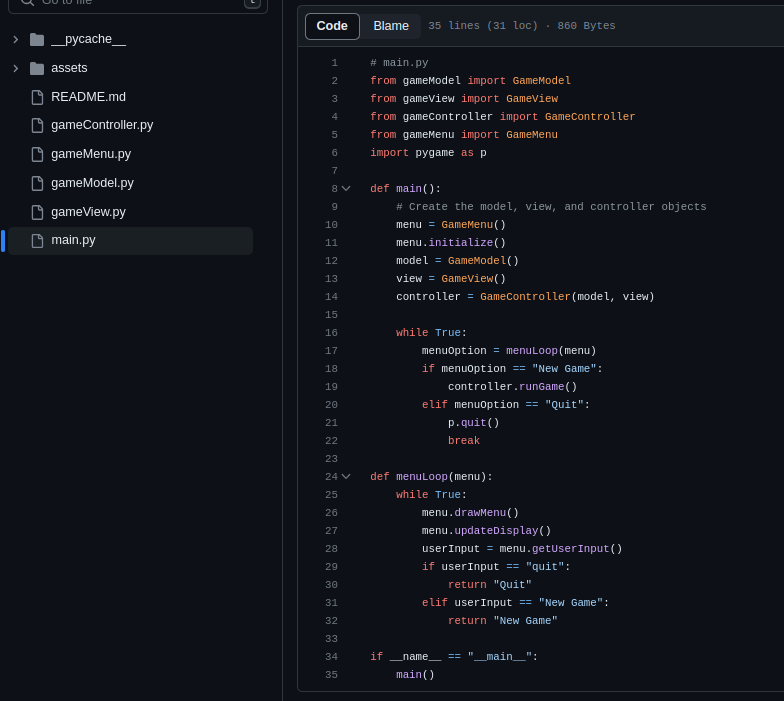 Go to file
t
__pycache__
assets
README.md
gameController.py
gameMenu.py
gameModel.py
gameView.py
main.py
Code Blame 35 lines (31 loc) · 860 Bytes
1 # main.py
2 from gameModel import GameModel
3 from gameView import GameView
4 from gameController import GameController
5 from gameMenu import GameMenu
6 import pygame as p
7
8 def main():
9     # Create the model, view, and controller objects
10     menu = GameMenu()
11     menu.initialize()
12     model = GameModel()
13     view = GameView()
14     controller = GameController(model, view)
15
16     while True:
17         menuOption = menuLoop(menu)
18         if menuOption == "New Game":
19             controller.runGame()
20         elif menuOption == "Quit":
21             p.quit()
22             break
23
24 def menuLoop(menu):
25     while True:
26         menu.drawMenu()
27         menu.updateDisplay()
28         userInput = menu.getUserInput()
29         if userInput == "quit":
30             return "Quit"
31         elif userInput == "New Game":
32             return "New Game"
33
34 if __name__ == "__main__":
35     main()